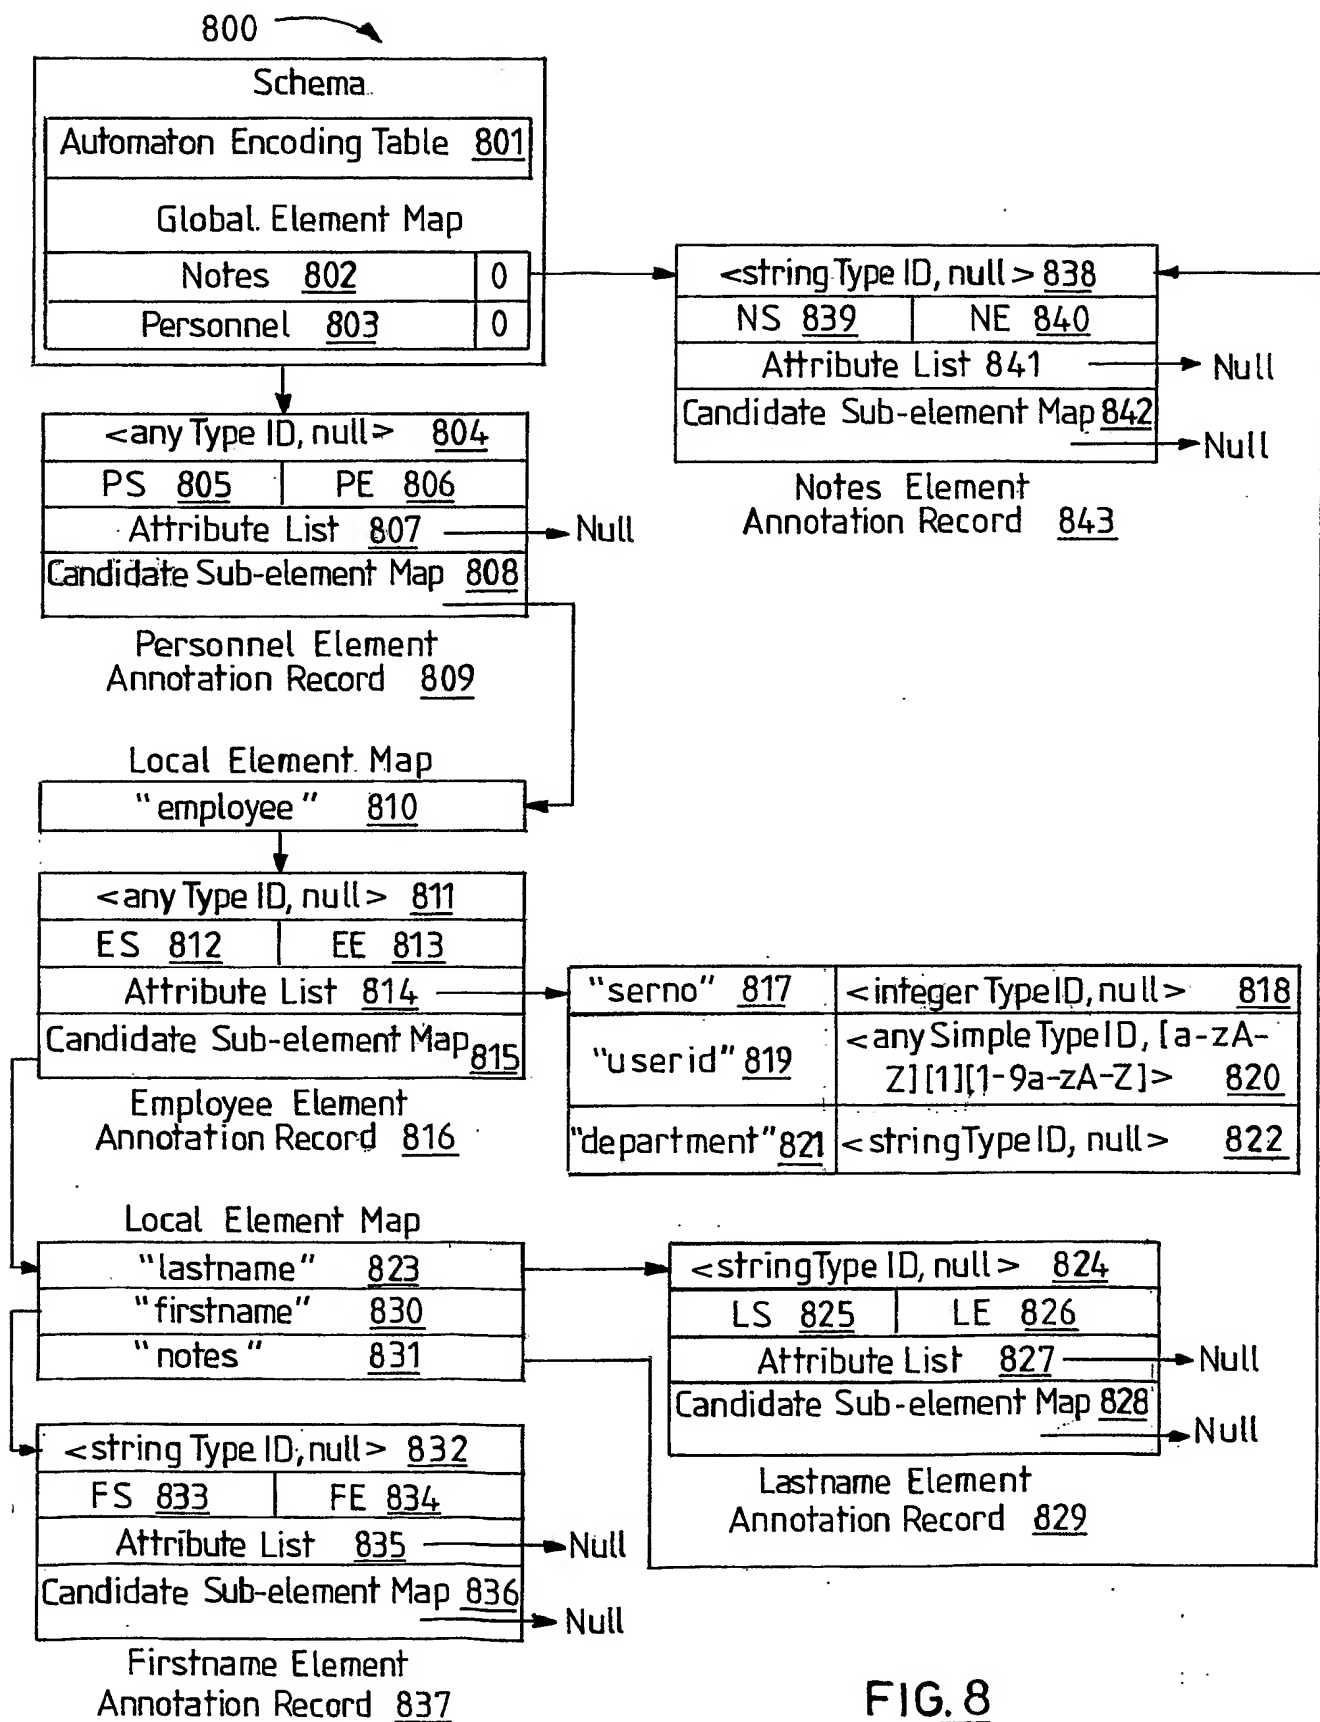 800
Schema
Automaton Encoding Table 801
Global Element Map
Notes 802 0
Personnel 803 0
<any Type ID, null> 804
PS 805 PE 806
Attribute List 807 Null
Candidate Sub-element Map 808
Personnel Element
Annotation Record 809
<string Type ID, null> 838
NS 839 NE 840
Attribute List 841 Null
Candidate Sub-element Map 842
Null
Notes Element
Annotation Record 843
Local Element Map
"employee" 810
<any Type ID, null> 811
ES 812 EE 813
Attribute List 814
Candidate Sub-element Map 815
Employee Element
Annotation Record 816
"serno" 817 <integer Type ID, null> 818
"userid" 819 <any Simple Type ID, [a-zA-
Z][1][1-9a-zA-Z]> 820
"department" 821 <string Type ID, null> 822
Local Element Map
"lastname" 823
"firstname" 830
"notes" 831
<string Type ID, null> 824
LS 825 LE 826
Attribute List 827 Null
Candidate Sub-element Map 828
Null
Lastname Element
Annotation Record 829
<string Type ID, null> 832
FS 833 FE 834
Attribute List 835 Null
Candidate Sub-element Map 836
Null
Firstname Element
Annotation Record 837
FIG. 8